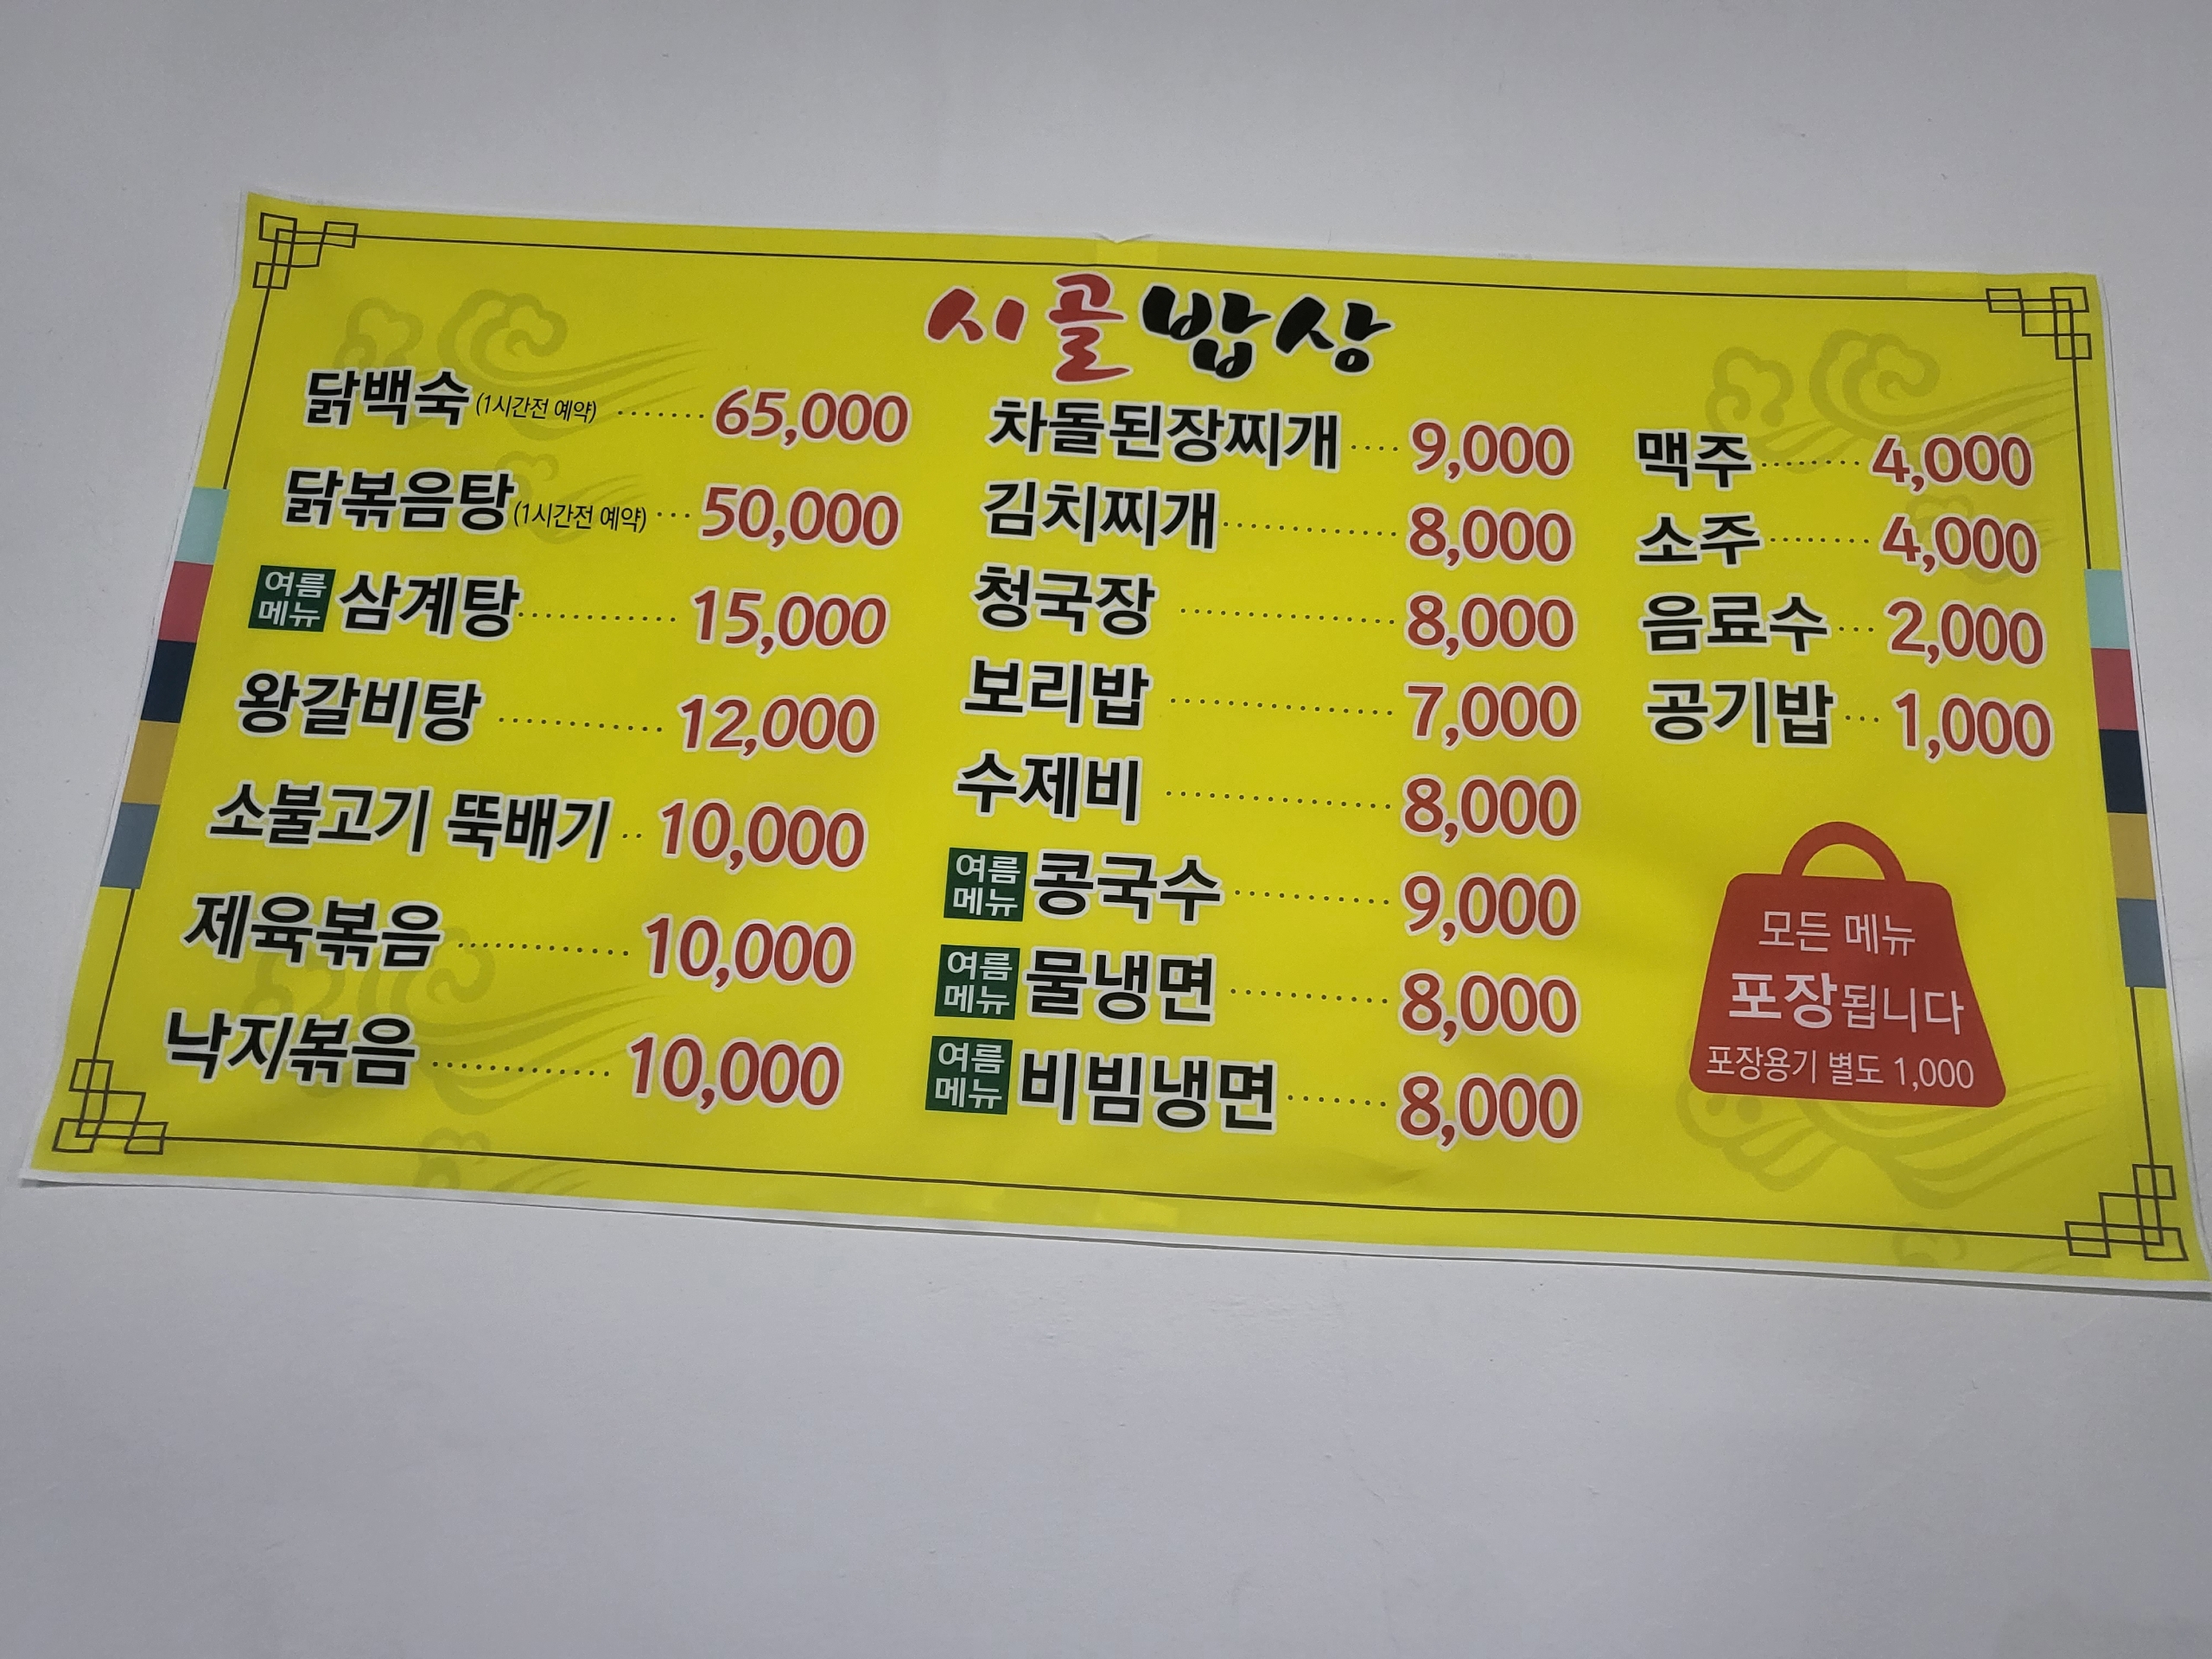 시골밥상
닭백숙 (1시간전 예약) ······· 65,000
닭볶음탕 (1시간전 예약) ··· 50,000
여름
메뉴
삼계탕 ············ 15,000
왕갈비탕 ············ 12,000
소불고기 뚝배기 ·· 10,000
제육볶음 ············· 10,000
낙지볶음 ············· 10,000
차돌된장찌개 ···· 9,000
김치찌개 ············· 8,000
청국장 ················ 8,000
보리밥 ················· 7,000
수제비 ················· 8,000
여름
메뉴
콩국수 ············ 9,000
여름
메뉴
물냉면 ············ 8,000
여름
메뉴
비빔냉면 ······· 8,000
맥주 ········ 4,000
소주 ········ 4,000
음료수 ··· 2,000
공기밥 ··· 1,000
모든 메뉴
포장됩니다
포장용기 별도 1,000